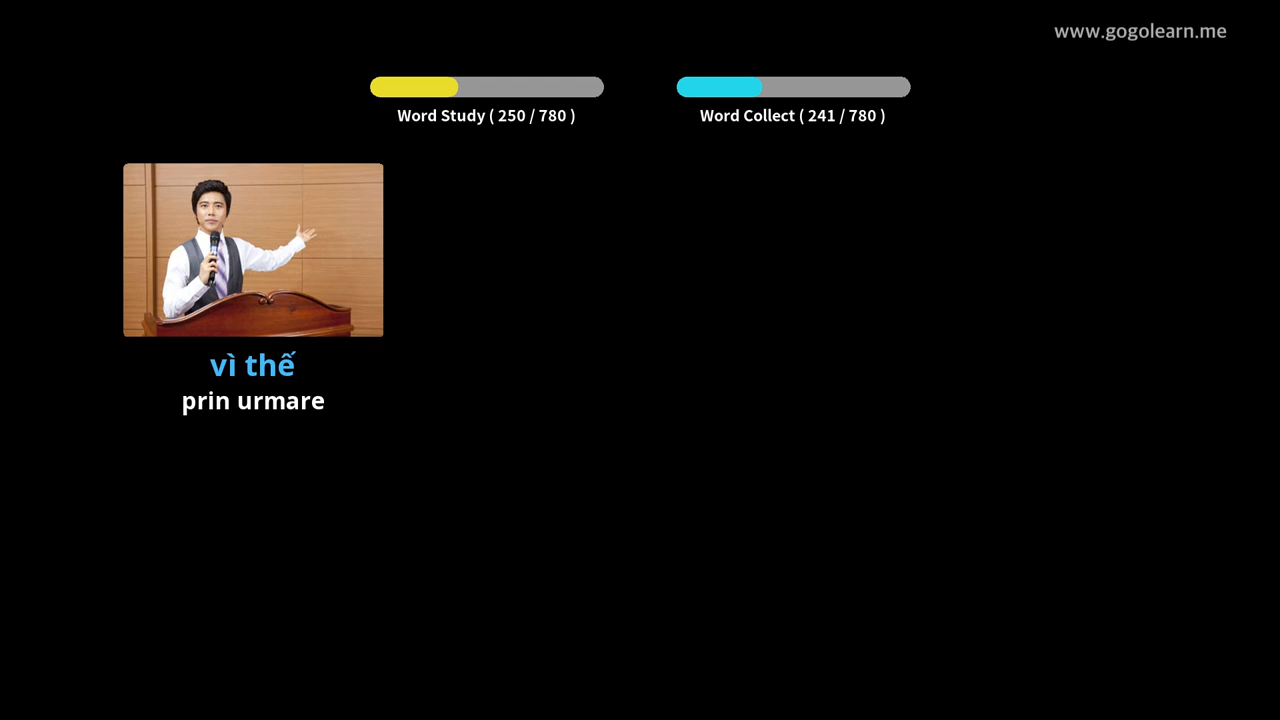 www.gogolearn.me
Word Study ( 250 / 780 )
Word Collect ( 241 / 780 )
vì thế
prin urmare